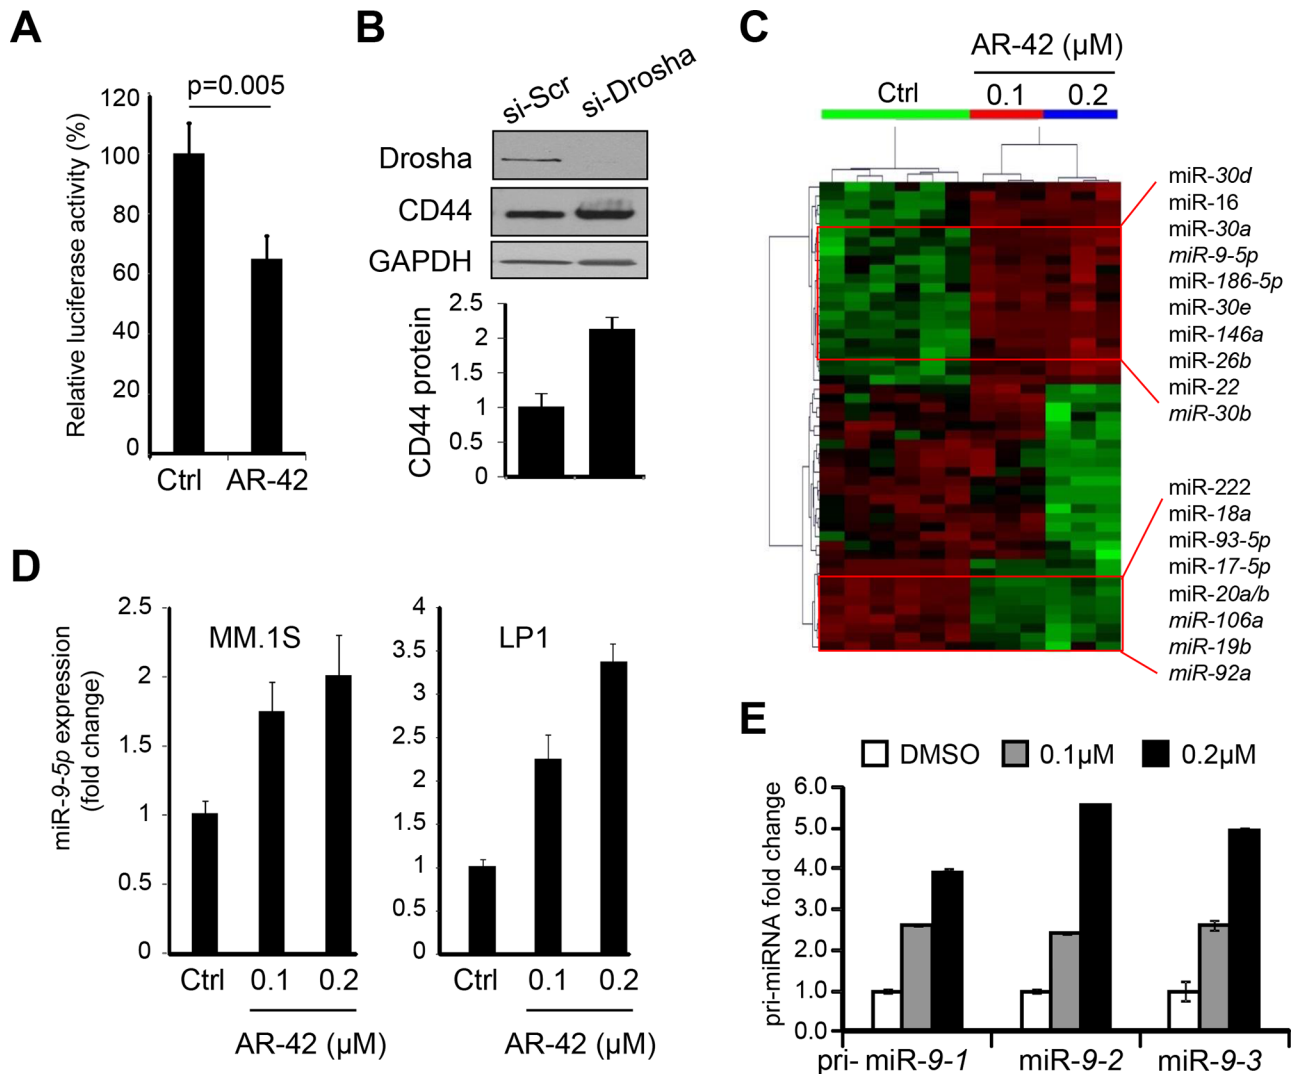 A
p=0.005
Relative luciferase activity (%)
120
100
80
60
40
20
0
Ctrl AR-42
B
si-Scr si-Drosha
Drosha
CD44
GAPDH
CD44 protein
2.5
2
1.5
1
0.5
0
C
AR-42 (µM)
Ctrl 0.1 0.2
miR-30d
miR-16
miR-30a
miR-9-5p
miR-186-5p
miR-30e
miR-146a
miR-26b
miR-22
miR-30b
miR-222
miR-18a
miR-93-5p
miR-17-5p
miR-20a/b
miR-106a
miR-19b
miR-92a
D
miR-9-5p expression
(fold change)
MM.1S
2.5
2
1.5
1
0.5
0
Ctrl 0.1 0.2
AR-42 (µM)
LP1
4
3.5
3
2.5
2
1.5
1
0.5
0
Ctrl 0.1 0.2
AR-42 (µM)
E
DMSO 0.1µM 0.2µM
pri-miRNA fold change
6.0
5.0
4.0
3.0
2.0
1.0
0.0
pri- miR-9-1 miR-9-2 miR-9-3